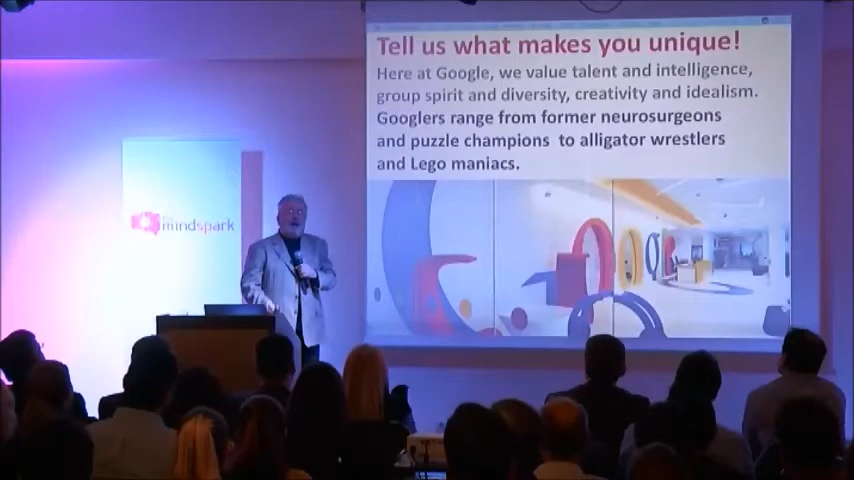 Tell us what makes you unique!
Here at Google, we value talent and intelligence,
group spirit and diversity, creativity and idealism.
Googlers range from former neurosurgeons
and puzzle champions to alligator wrestlers
and Lego maniacs.
mindspark